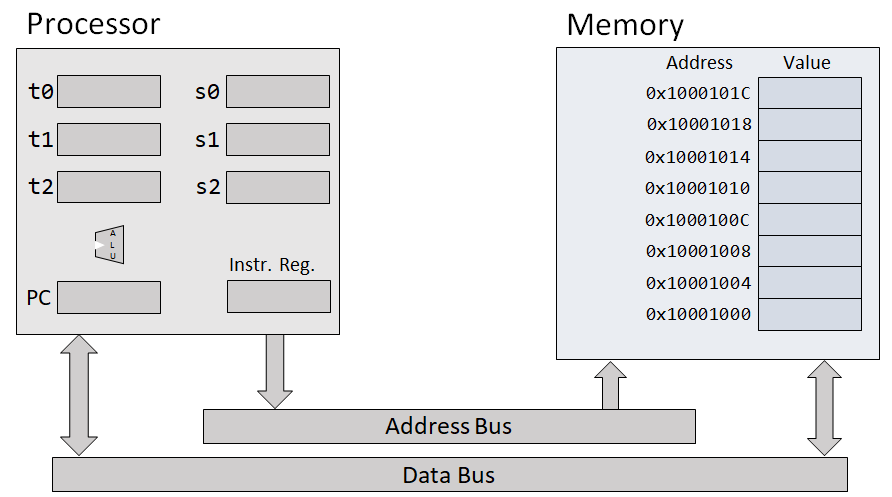 Processor
t0
s0
t1
s1
t2
s2
A
L
U
Instr. Reg.
PC
Memory
Address Value
0x1000101C
0x10001018
0x10001014
0x10001010
0x1000100C
0x10001008
0x10001004
0x10001000
Address Bus
Data Bus